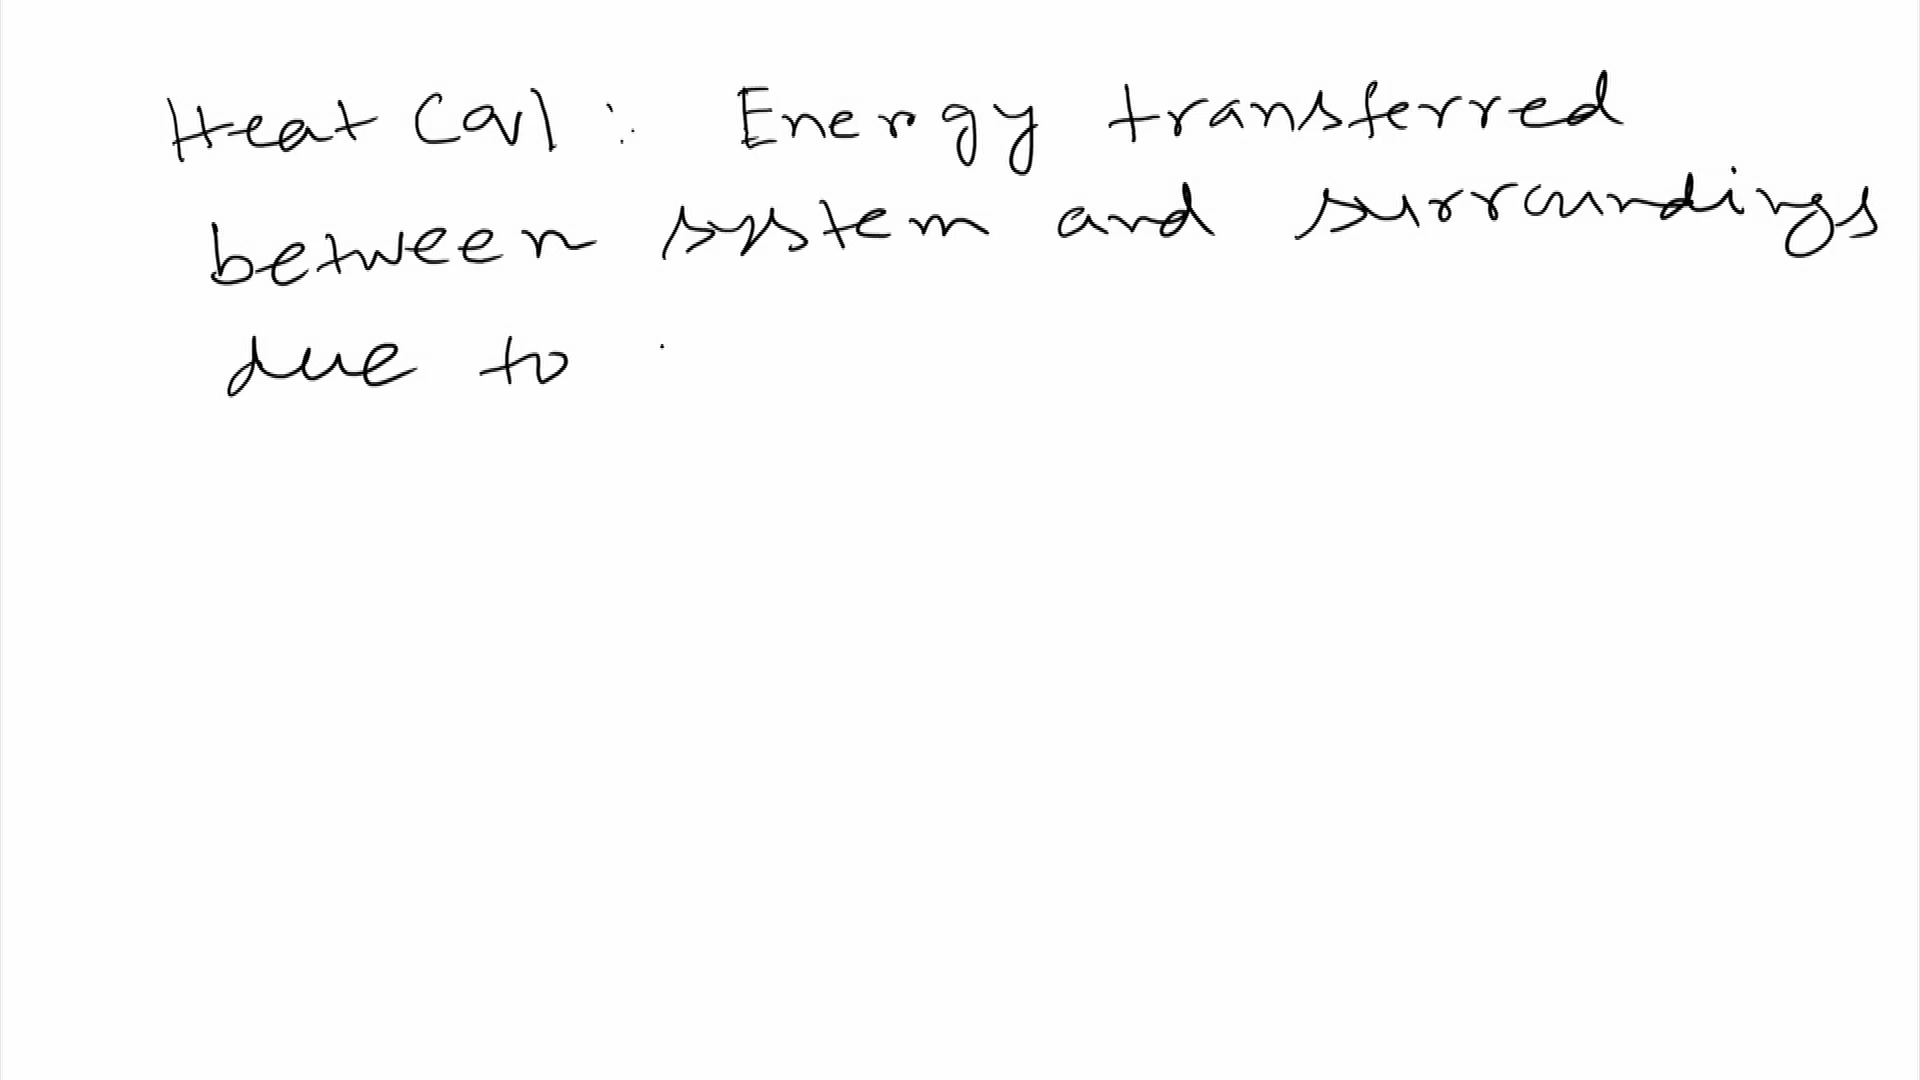 Heat (q) : Energy transferred
between system and surroundings
due to